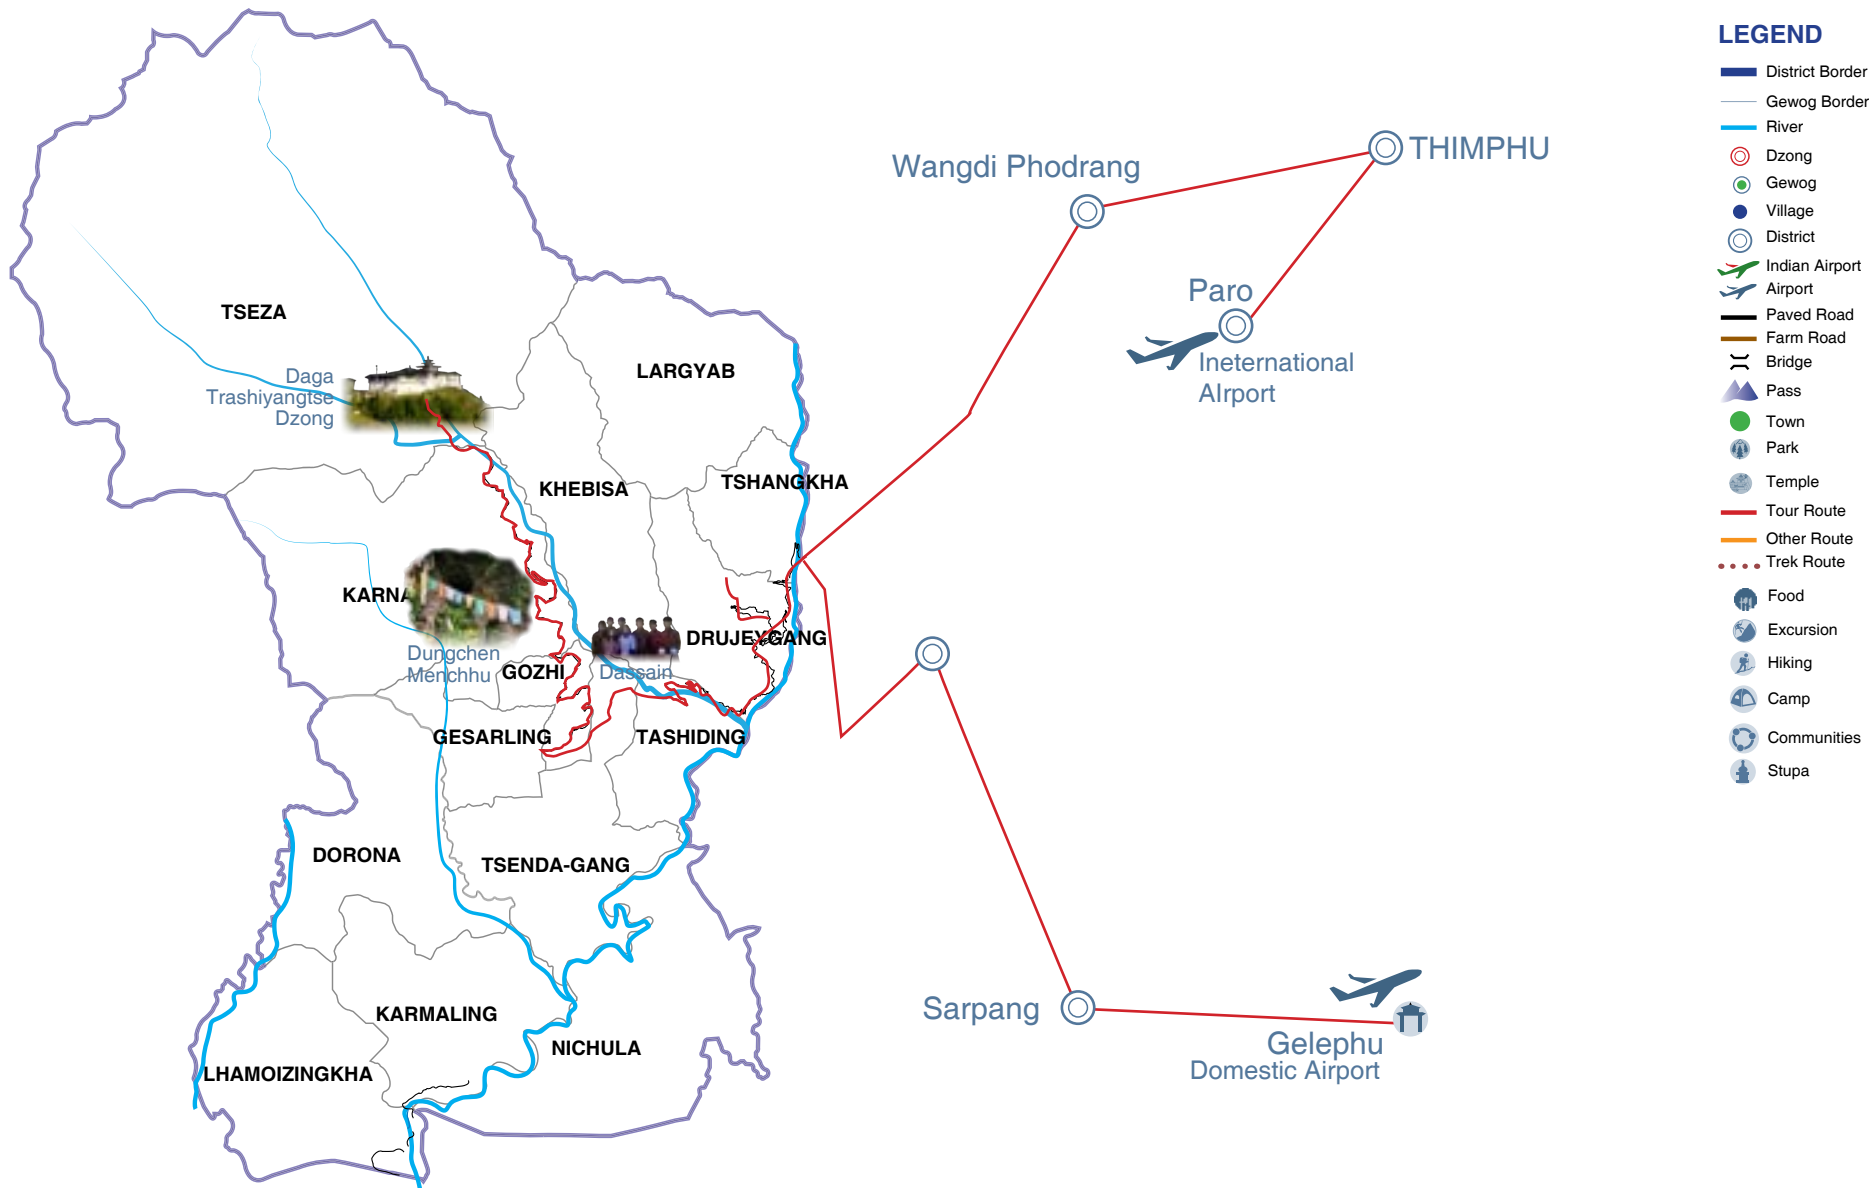 TSEZA
Daga
Trashiyangtse
Dzong
LARGYAB
KHEBISA
TSHANGKHA
KARNA
Dungchen
Menchhu
GOZHI
Dassain
DRUJEYGANG
GESARLING
TASHIDING
DORONA
TSENDA-GANG
KARMALING
NICHULA
LHAMOIZINGKHA
Wangdi Phodrang
THIMPHU
Paro
Ineternational
AIrport
Sarpang
Gelephu
Domestic Airport
LEGEND
District Border
Gewog Border
River
Dzong
Gewog
Village
District
Indian Airport
Airport
Paved Road
Farm Road
Bridge
Pass
Town
Park
Temple
Tour Route
Other Route
Trek Route
Food
Excursion
Hiking
Camp
Communities
Stupa